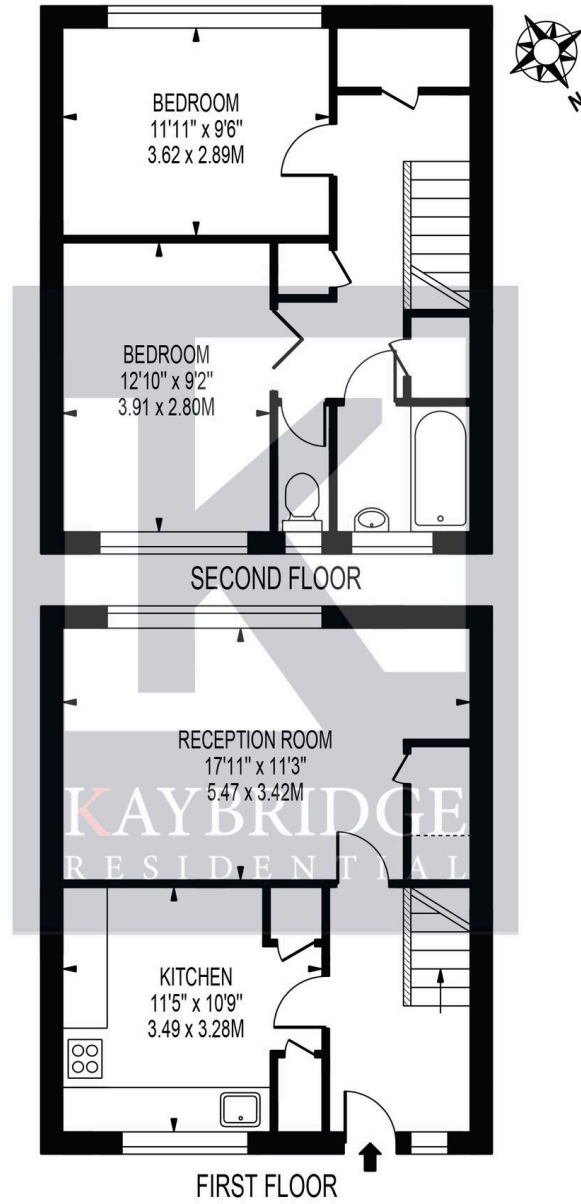 BEDROOM
11'11" x 9'6"
3.62 x 2.89M
N
BEDROOM
12'10" x 9'2"
3.91 x 2.80M
SECOND FLOOR
RECEPTION ROOM
17'11" x 11'3"
5.47 x 3.42M
KAYBRIDGE
RESIDENTIAL
KITCHEN
11'5" x 10'9"
3.49 x 3.28M
FIRST FLOOR